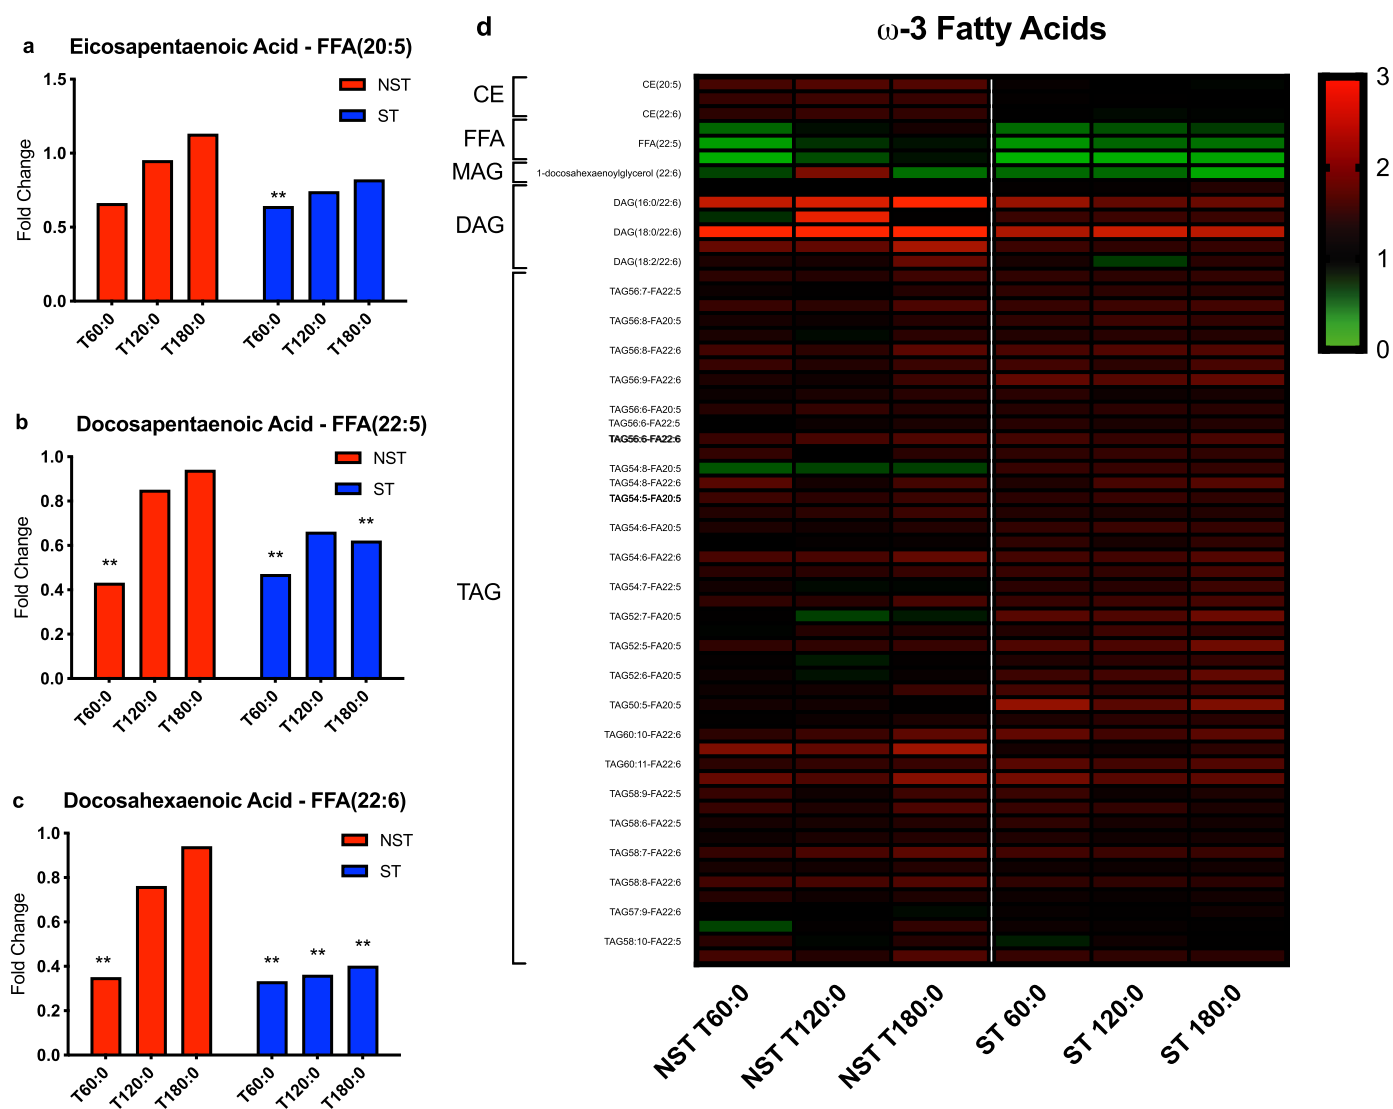 a Eicosapentaenoic Acid - FFA(20:5)
1.5
1.0
0.5
0.0
Fold Change
NST
ST
**
T60:0
T120:0
T180:0
T60:0
T120:0
T180:0
b Docosapentaenoic Acid - FFA(22:5)
1.0
0.8
0.6
0.4
0.2
0.0
Fold Change
NST
ST
**
**
**
T60:0
T120:0
T180:0
T60:0
T120:0
T180:0
c Docosahexaenoic Acid - FFA(22:6)
1.0
0.8
0.6
0.4
0.2
0.0
Fold Change
NST
ST
**
**
**
**
T60:0
T120:0
T180:0
T60:0
T120:0
T180:0
d ω-3 Fatty Acids
CE
FFA
MAG
DAG
TAG
CE(20:5)
CE(22:6)
FFA(22:5)
1-docosahexaenoylglycerol (22:6)
DAG(16:0/22:6)
DAG(18:0/22:6)
DAG(18:2/22:6)
TAG56:7-FA22:5
TAG56:8-FA20:5
TAG56:8-FA22:6
TAG56:9-FA22:6
TAG56:6-FA20:5
TAG56:6-FA22:5
TAG56:6-FA22:6
TAG54:8-FA20:5
TAG54:8-FA22:6
TAG54:5-FA20:5
TAG54:6-FA20:5
TAG54:6-FA22:6
TAG54:7-FA22:5
TAG52:7-FA20:5
TAG52:5-FA20:5
TAG52:6-FA20:5
TAG50:5-FA20:5
TAG60:10-FA22:6
TAG60:11-FA22:6
TAG58:9-FA22:5
TAG58:6-FA22:5
TAG58:7-FA22:6
TAG58:8-FA22:6
TAG57:9-FA22:6
TAG58:10-FA22:5
NST T60:0
NST T120:0
NST T180:0
ST 60:0
ST 120:0
ST 180:0
3
2
1
0